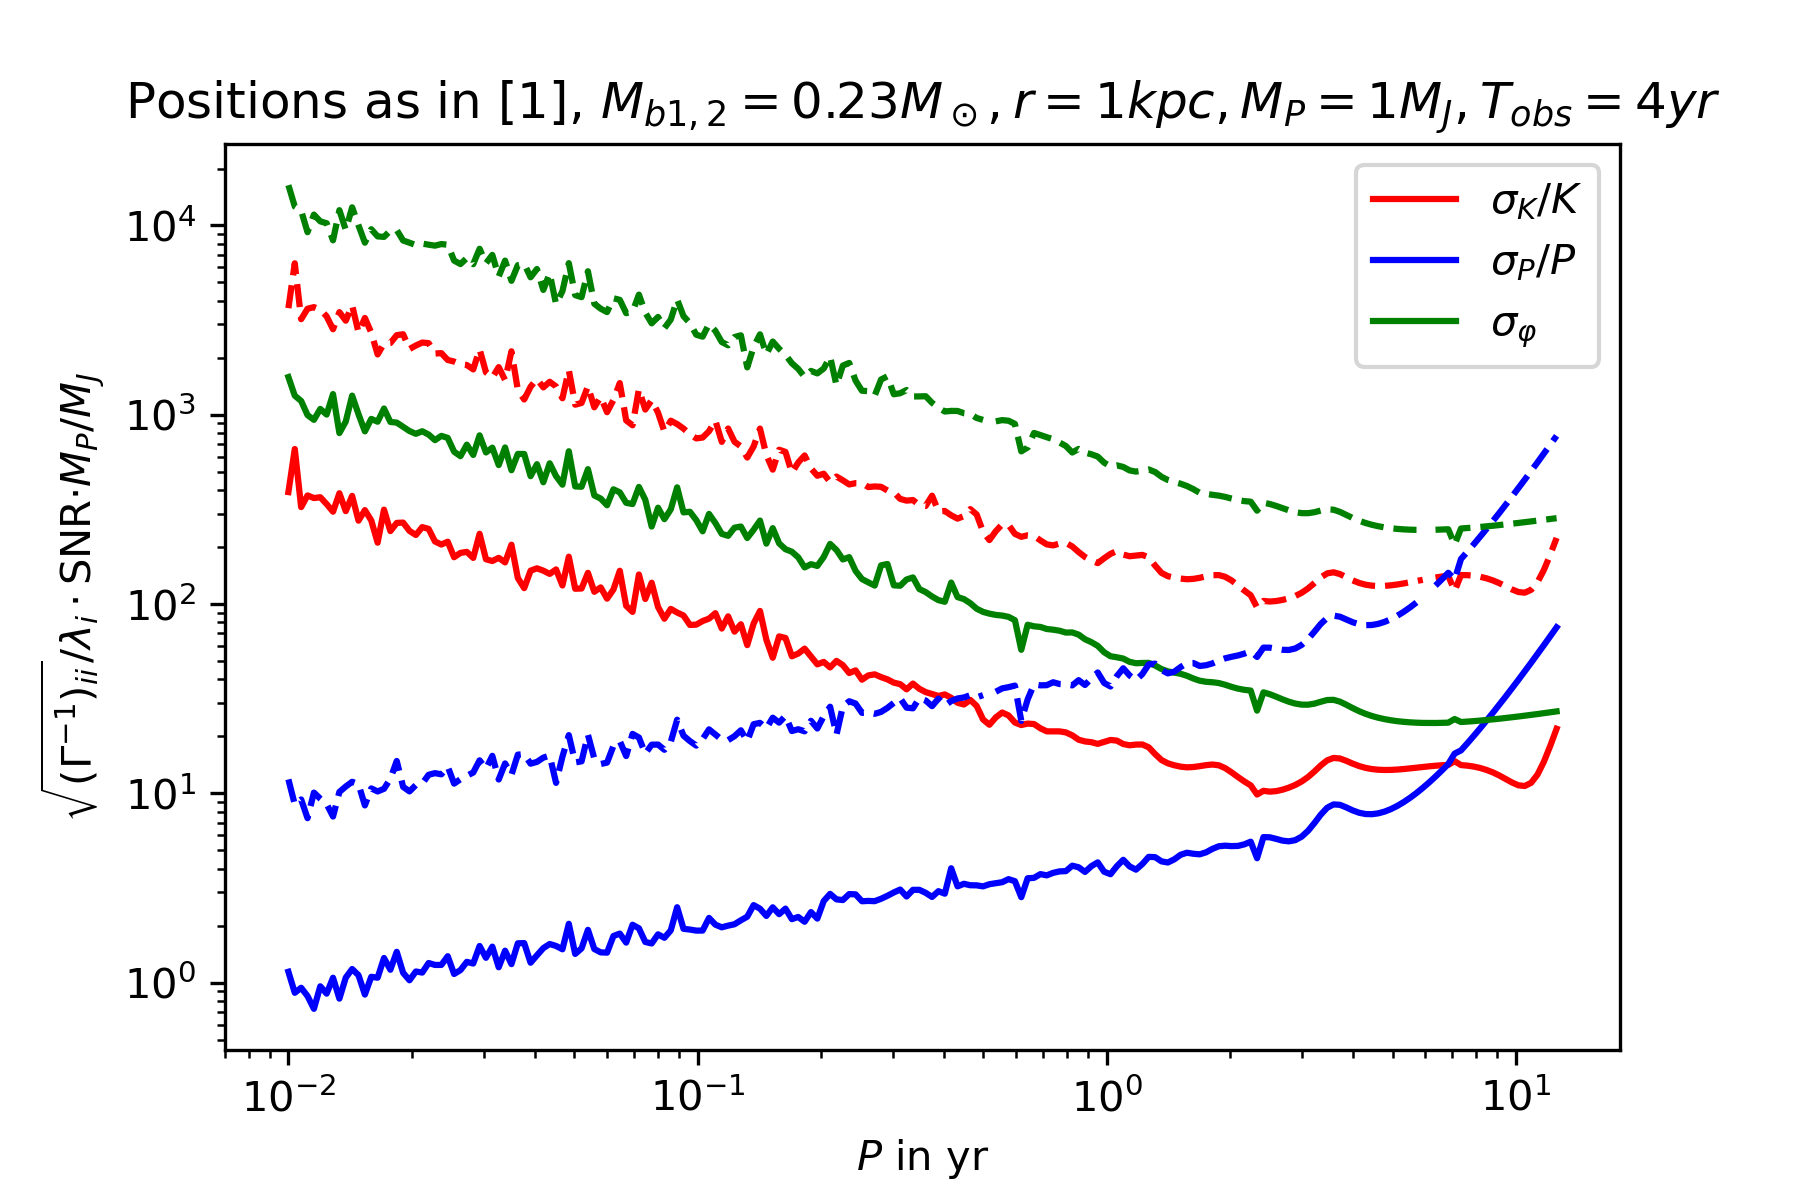 Positions as in [1], $M_{b1,2} = 0.23M_\odot, r = 1kpc, M_P = 1M_J, T_{obs} = 4yr$
$\sigma_K/K$
$\sigma_P/P$
$\sigma_\varphi$
$\sqrt{(\Gamma^{-1})_{ii}}/\lambda_i \cdot$ SNR$\cdot M_P/M_J$
$10^4$
$10^3$
$10^2$
$10^1$
$10^0$
$10^{-2}$ $10^{-1}$ $10^0$ $10^1$
$P$ in yr